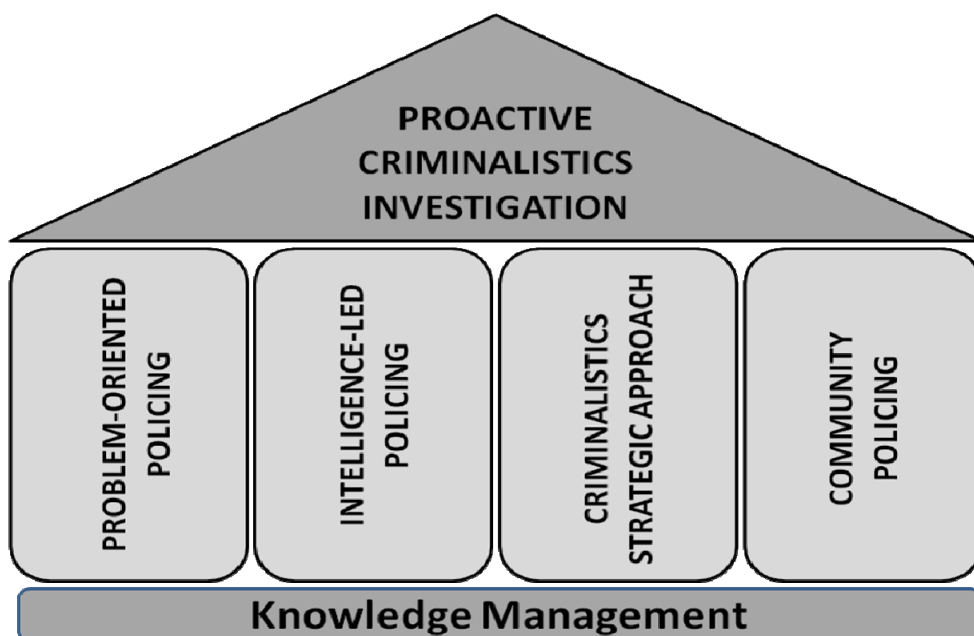 PROACTIVE
CRIMINALISTICS
INVESTIGATION
PROBLEM-ORIENTED
POLICING
INTELLIGENCE-LED
POLICING
CRIMINALISTICS
STRATEGIC APPROACH
COMMUNITY
POLICING
Knowledge Management